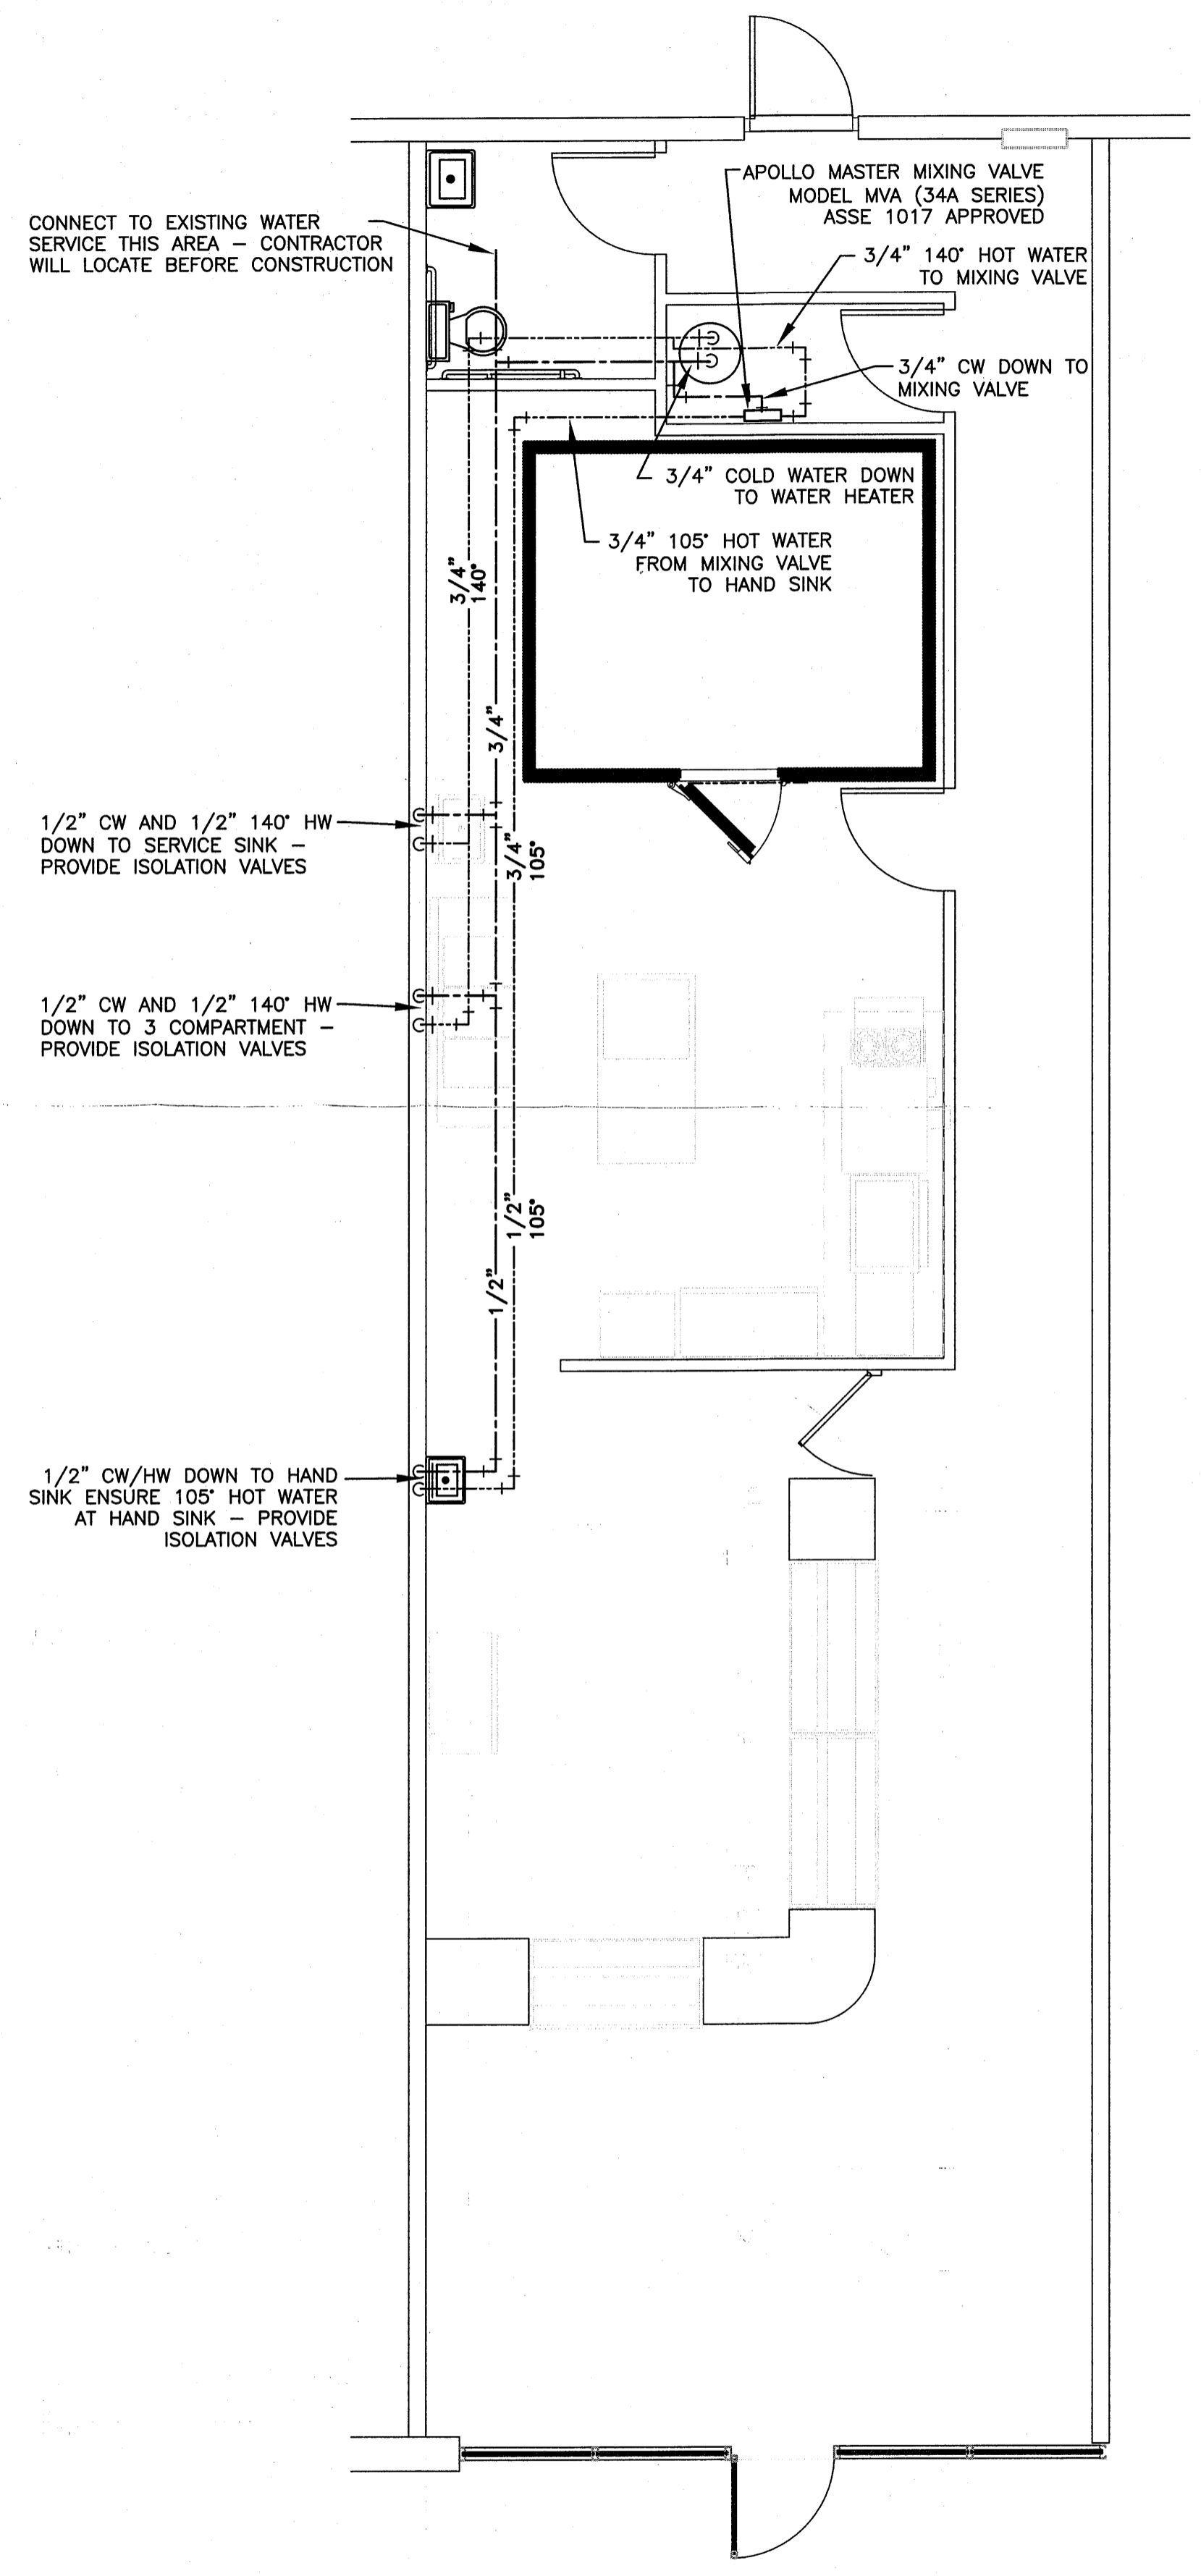 APOLLO MASTER MIXING VALVE
MODEL MVA (34A SERIES)
ASSE 1017 APPROVED
CONNECT TO EXISTING WATER
SERVICE THIS AREA – CONTRACTOR
WILL LOCATE BEFORE CONSTRUCTION
3/4" 140° HOT WATER
TO MIXING VALVE
3/4" CW DOWN TO
MIXING VALVE
3/4" COLD WATER DOWN
TO WATER HEATER
3/4" 105° HOT WATER
FROM MIXING VALVE
TO HAND SINK
3/4"
140°
3/4"
1/2" CW AND 1/2" 140° HW
DOWN TO SERVICE SINK –
PROVIDE ISOLATION VALVES
3/4"
105°
1/2" CW AND 1/2" 140° HW
DOWN TO 3 COMPARTMENT –
PROVIDE ISOLATION VALVES
1/2"
105°
1/2"
1/2" CW/HW DOWN TO HAND
SINK ENSURE 105° HOT WATER
AT HAND SINK – PROVIDE
ISOLATION VALVES